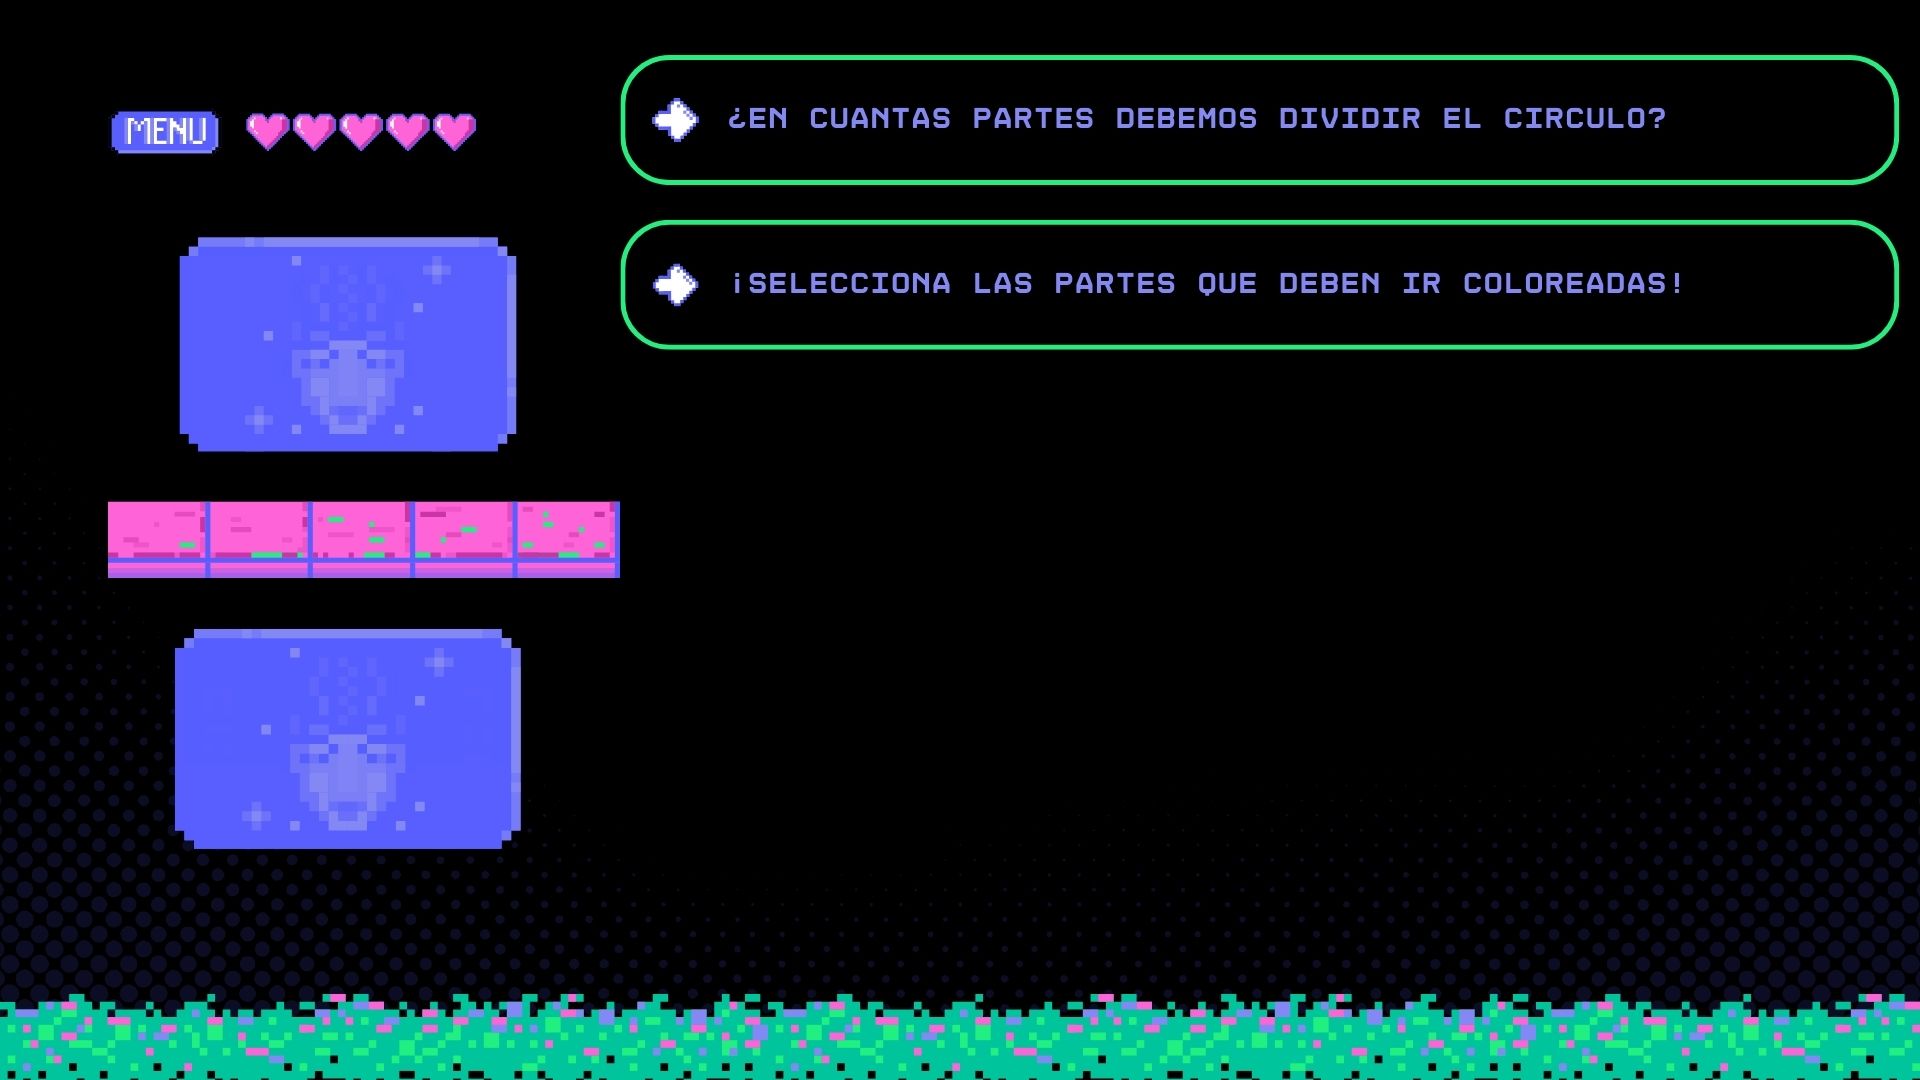 MENU
¿EN CUANTAS PARTES DEBEMOS DIVIDIR EL CIRCULO?
¡SELECCIONA LAS PARTES QUE DEBEN IR COLOREADAS!